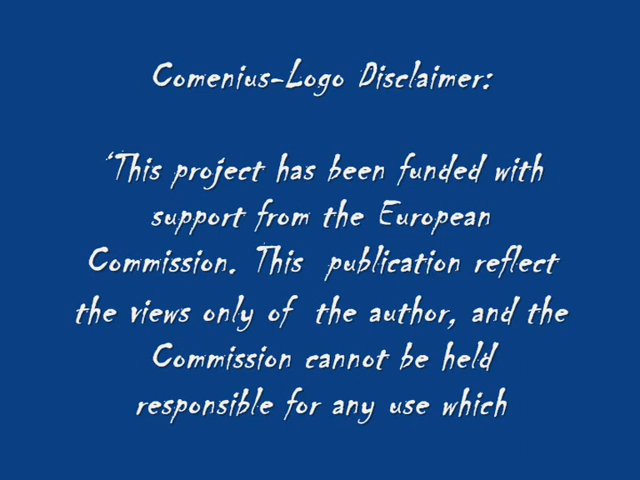 Comenius-Logo Disclaimer:
‘This project has been funded with
support from the European
Commission. This publication reflect
the views only of the author, and the
Commission cannot be held
responsible for any use which